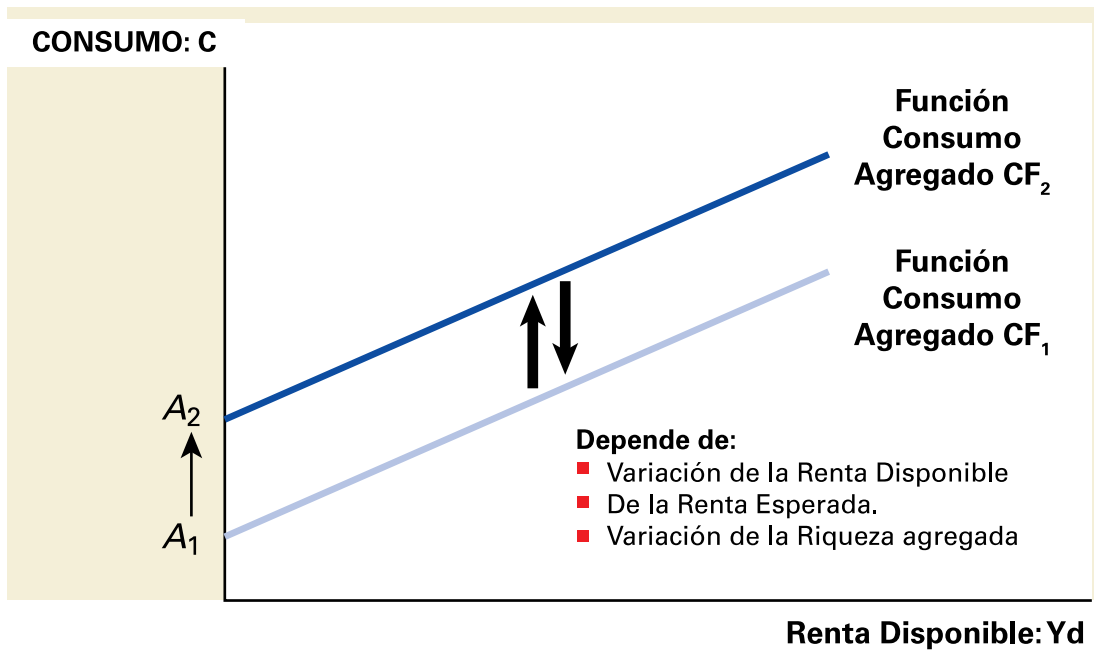 CONSUMO: C
Función
Consumo
Agregado CF₂
Función
Consumo
Agregado CF₁
A₂
A₁
Depende de:
Variación de la Renta Disponible
De la Renta Esperada.
Variación de la Riqueza agregada
Renta Disponible: Yd